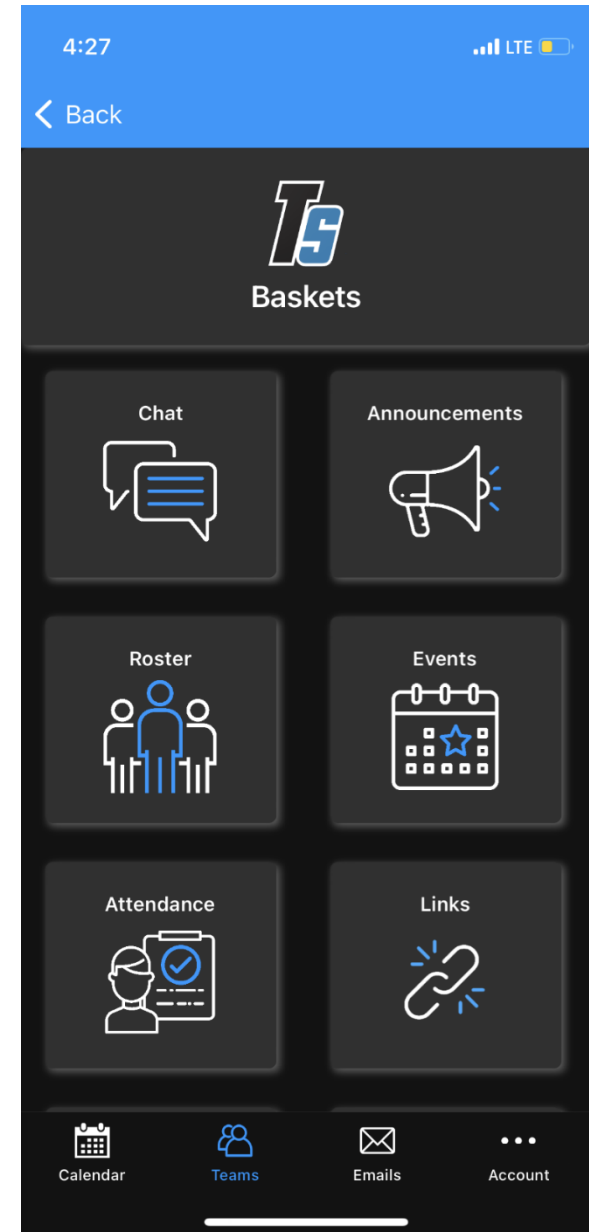 4:27 LTE
Back
TS
Baskets
Chat Announcements
Roster Events
Attendance Links
Calendar Teams Emails Account